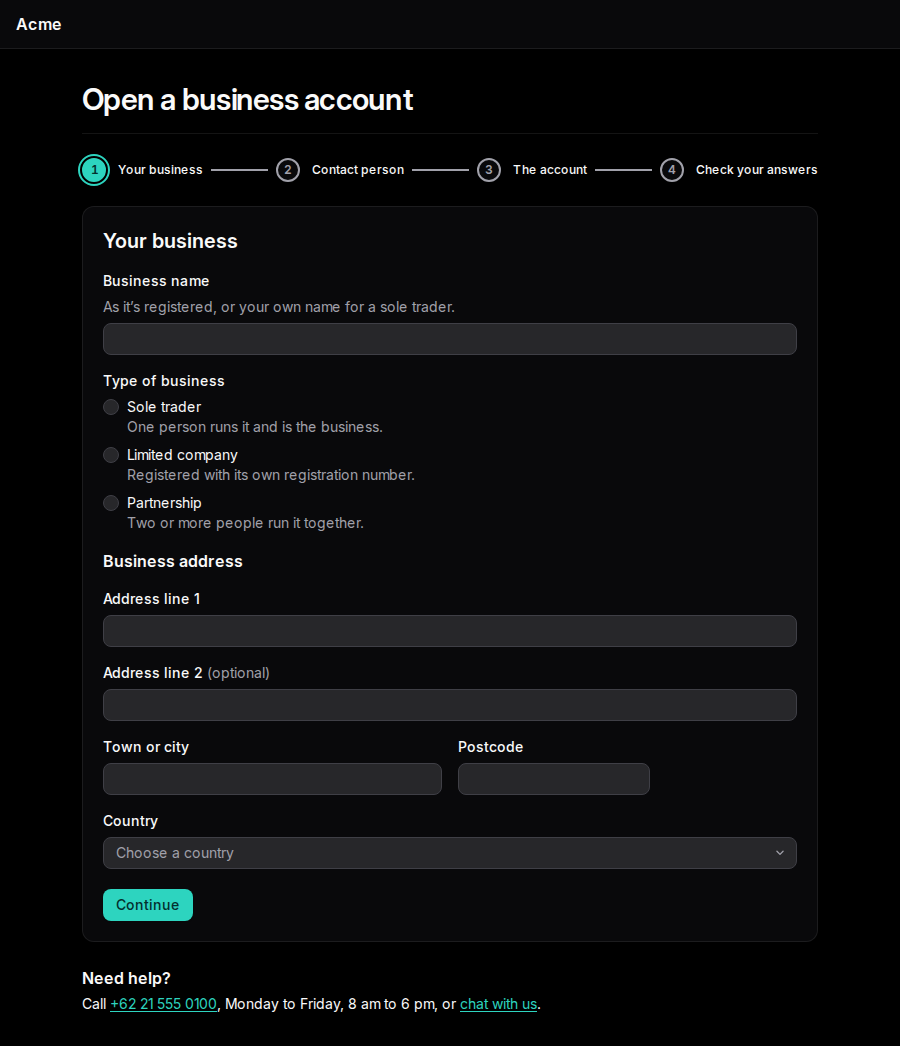 Acme
Open a business account
1 Your business 2 Contact person 3 The account 4 Check your answers
Your business
Business name
As it’s registered, or your own name for a sole trader.
Type of business
Sole trader
One person runs it and is the business.
Limited company
Registered with its own registration number.
Partnership
Two or more people run it together.
Business address
Address line 1
Address line 2 (optional)
Town or city Postcode
Country
Choose a country
Continue
Need help?
Call +62 21 555 0100, Monday to Friday, 8 am to 6 pm, or chat with us.